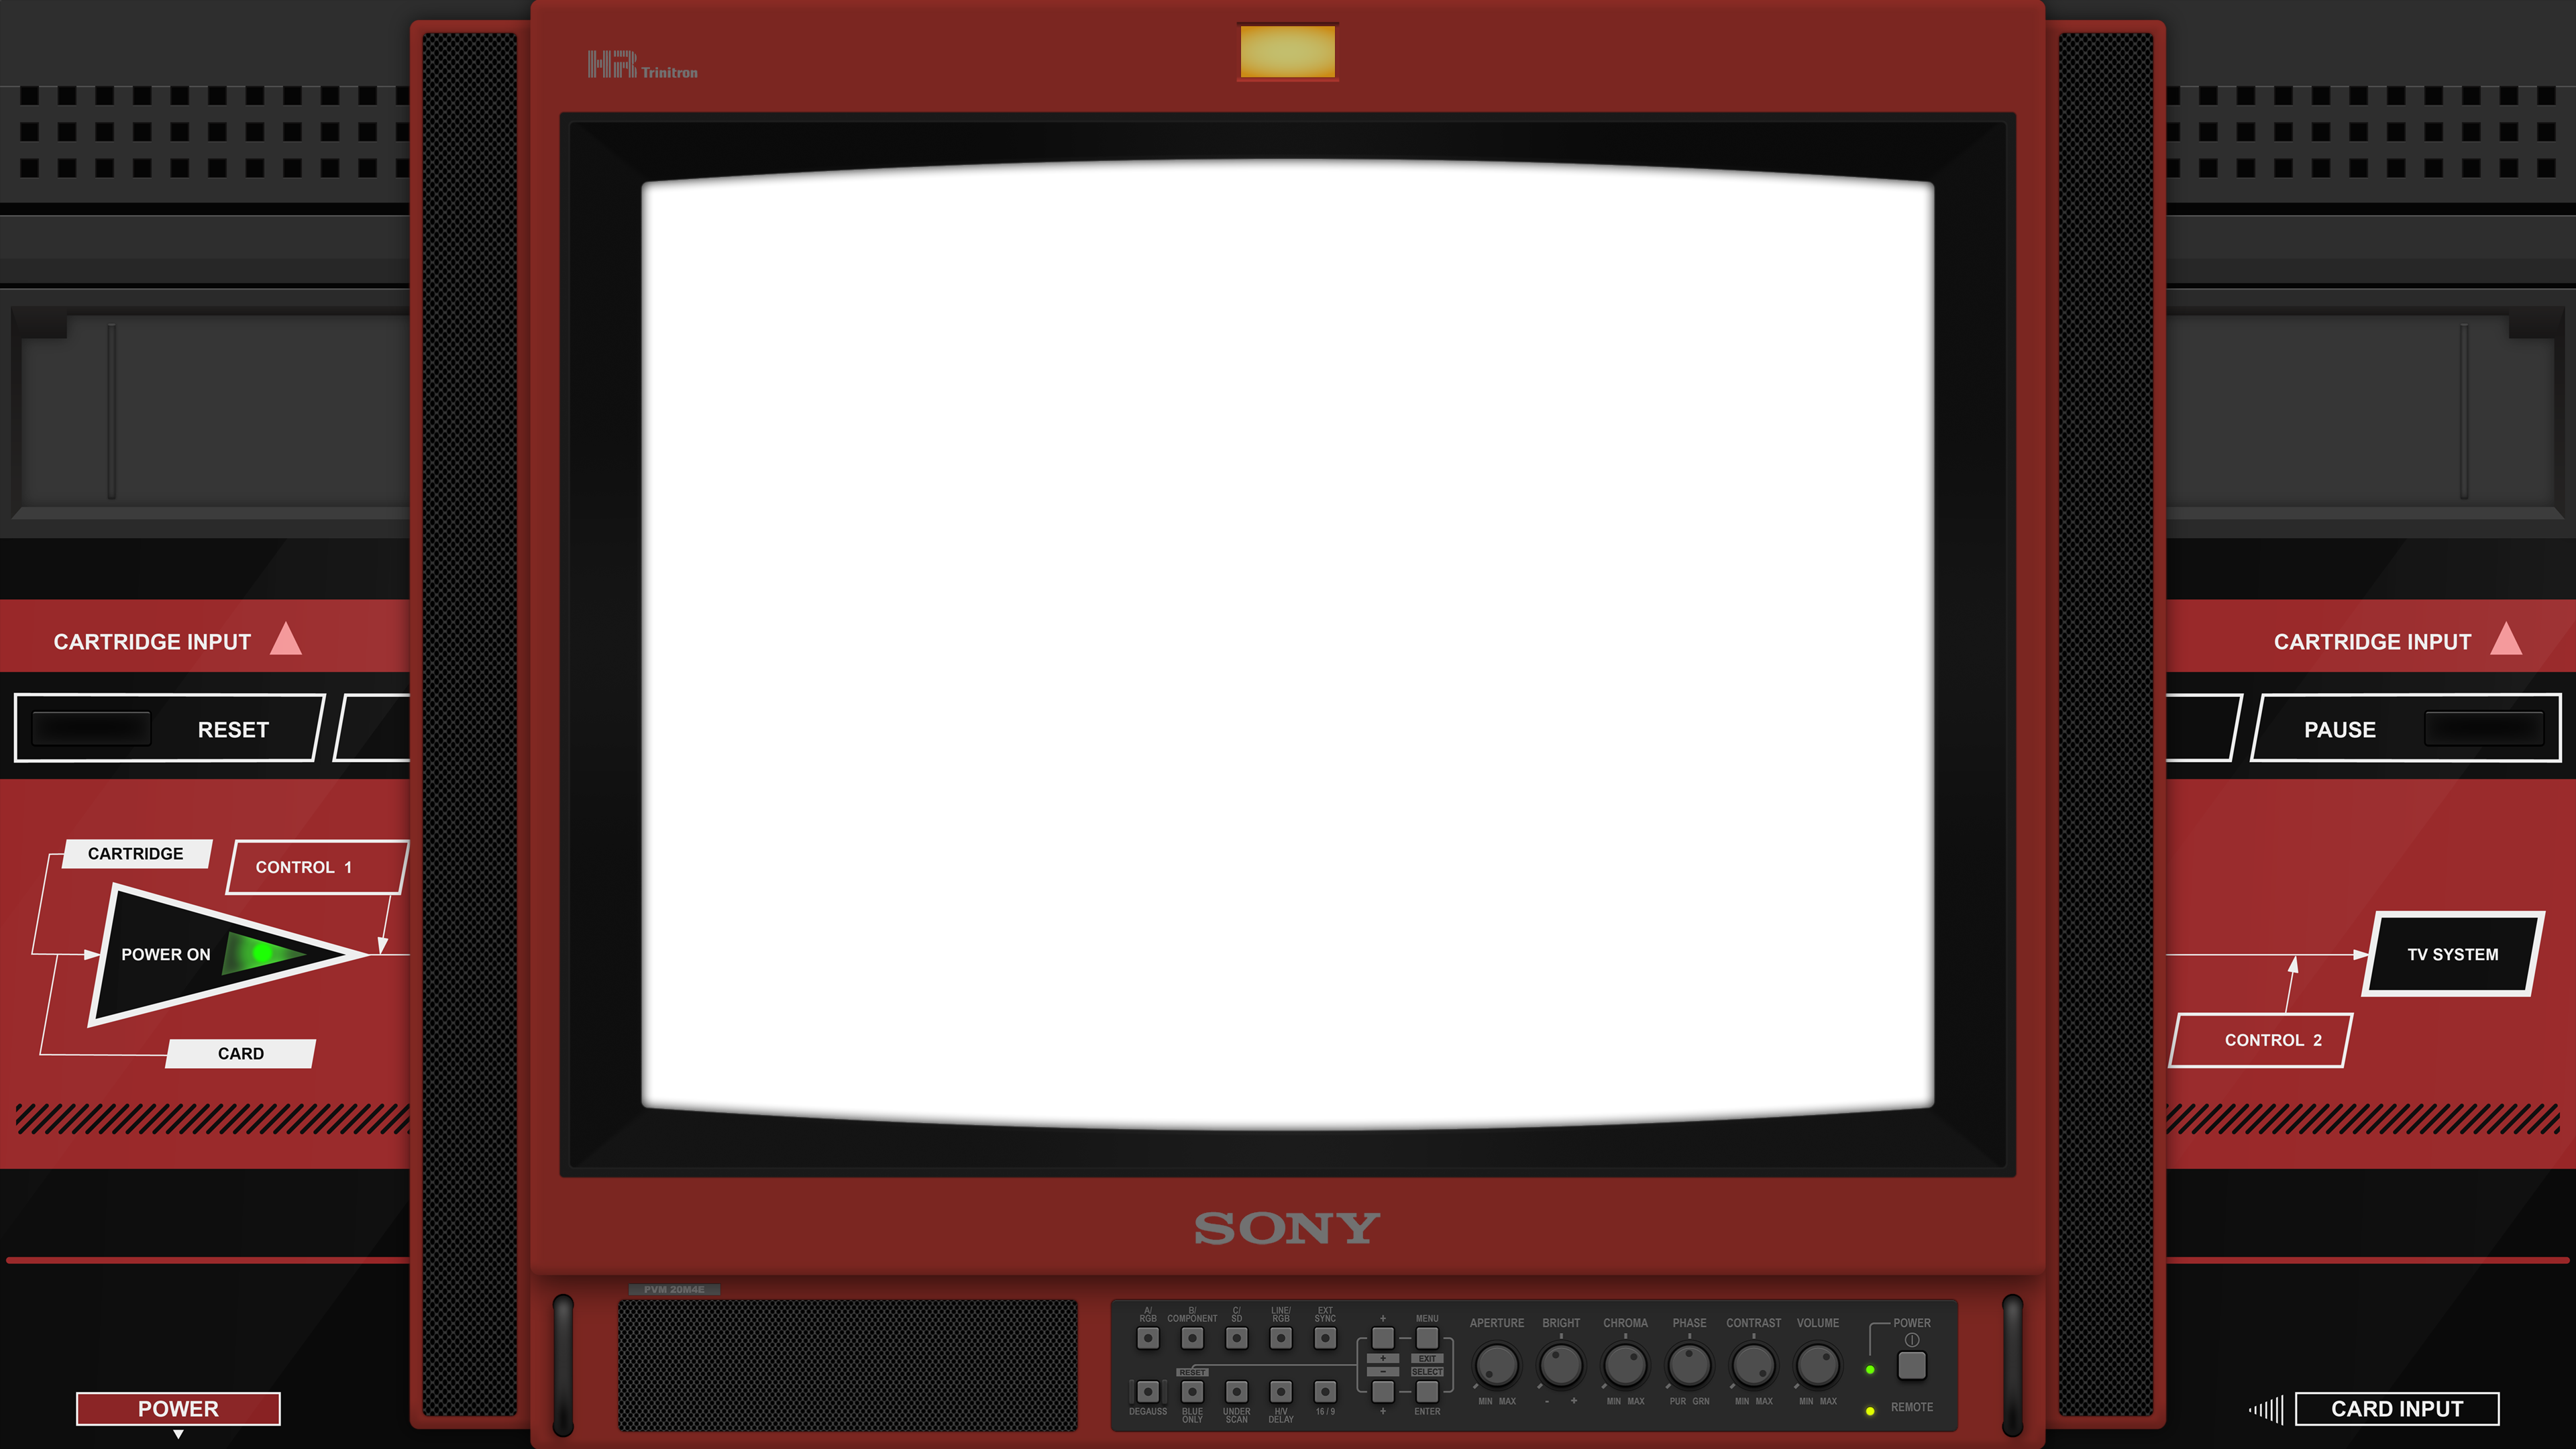 HR Trinitron
CARTRIDGE INPUT
RESET
CARTRIDGE
CONTROL 1
POWER ON
CARD
POWER
SONY
PVM 20M4E
A/
RGB
B/
COMPONENT
C/
SD
LINE/
RGB
EXT
SYNC
+
MENU
+
EXIT
RESET
−
SELECT
DEGAUSS
BLUE
ONLY
UNDER
SCAN
H/V
DELAY
16 / 9
+
ENTER
APERTURE
BRIGHT
CHROMA
PHASE
CONTRAST
VOLUME
MIN MAX
- +
MIN MAX
PUR GRN
MIN MAX
MIN MAX
POWER
REMOTE
CARTRIDGE INPUT
PAUSE
TV SYSTEM
CONTROL 2
CARD INPUT